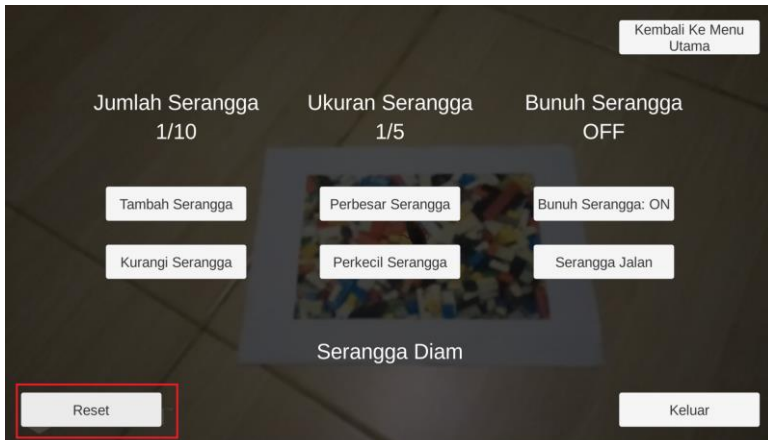 Kembali Ke Menu
Utama
Jumlah Serangga
1/10
Ukuran Serangga
1/5
Bunuh Serangga
OFF
Tambah Serangga
Perbesar Serangga
Bunuh Serangga: ON
Kurangi Serangga
Perkecil Serangga
Serangga Jalan
Serangga Diam
Reset
Keluar